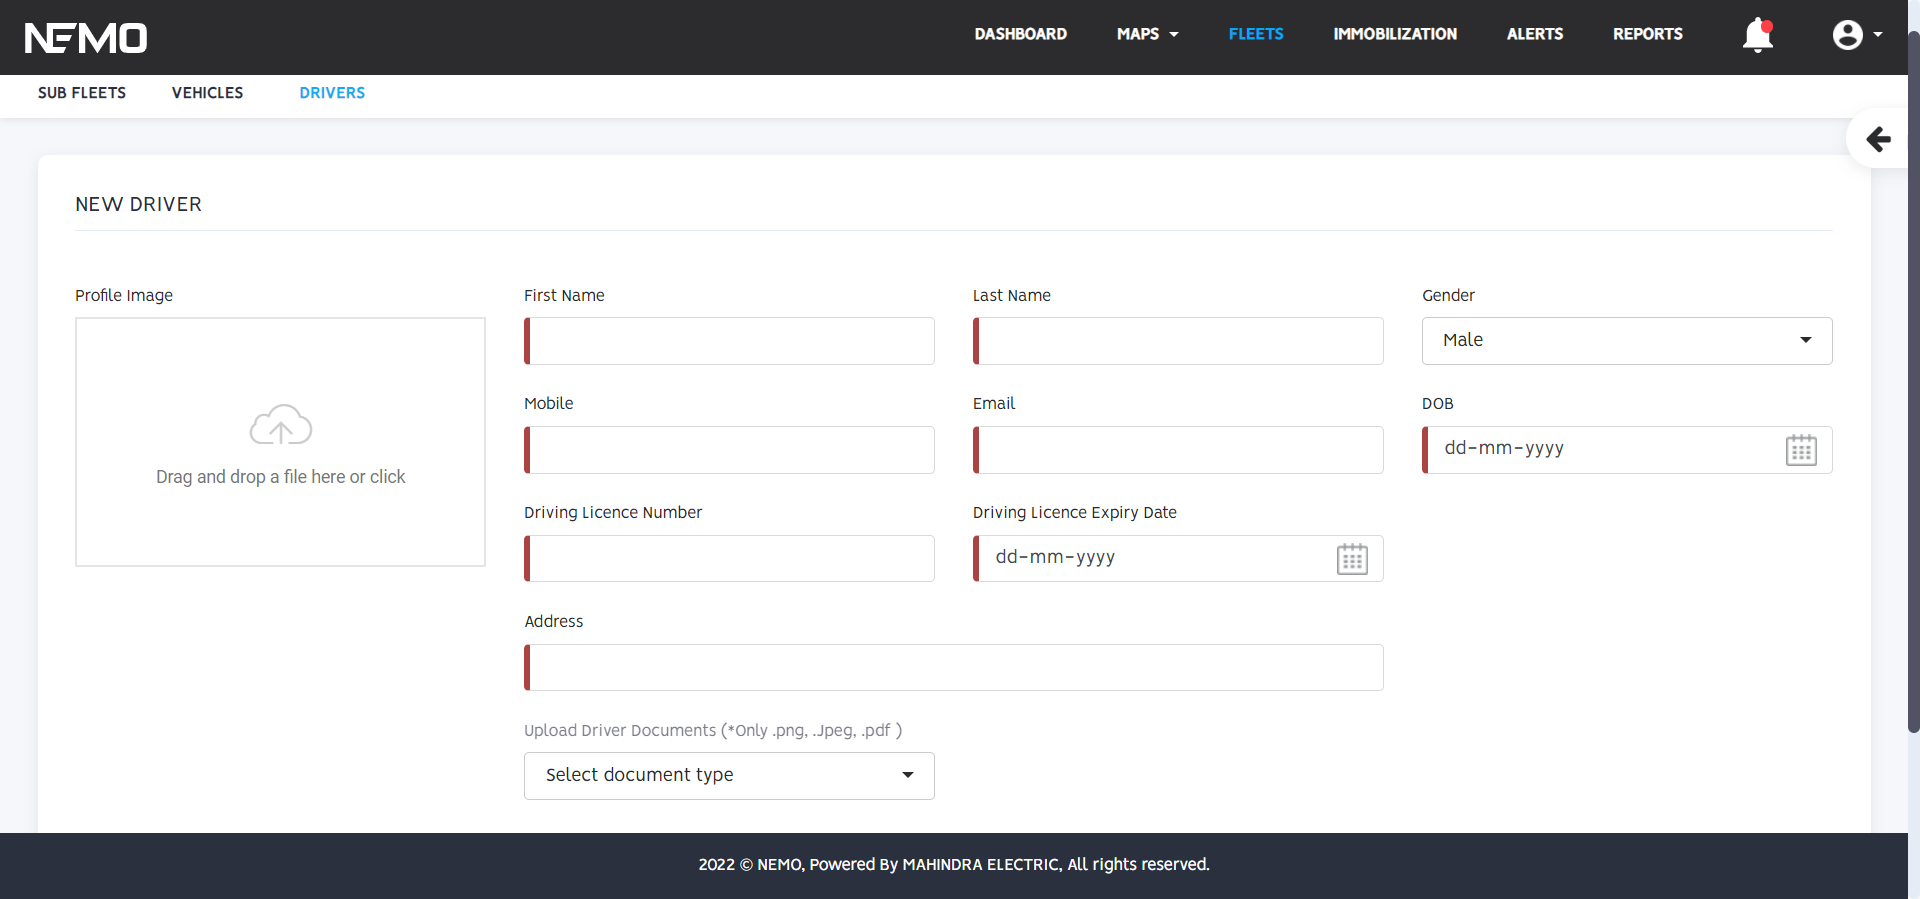 NEMO
DASHBOARD MAPS FLEETS IMMOBILIZATION ALERTS REPORTS
SUB FLEETS VEHICLES DRIVERS
NEW DRIVER
Profile Image
Drag and drop a file here or click
First Name
Last Name
Gender
Male
Mobile
Email
DOB
dd-mm-yyyy
Driving Licence Number
Driving Licence Expiry Date
dd-mm-yyyy
Address
Upload Driver Documents (*Only .png, .Jpeg, .pdf )
Select document type
2022 © NEMO, Powered By MAHINDRA ELECTRIC, All rights reserved.